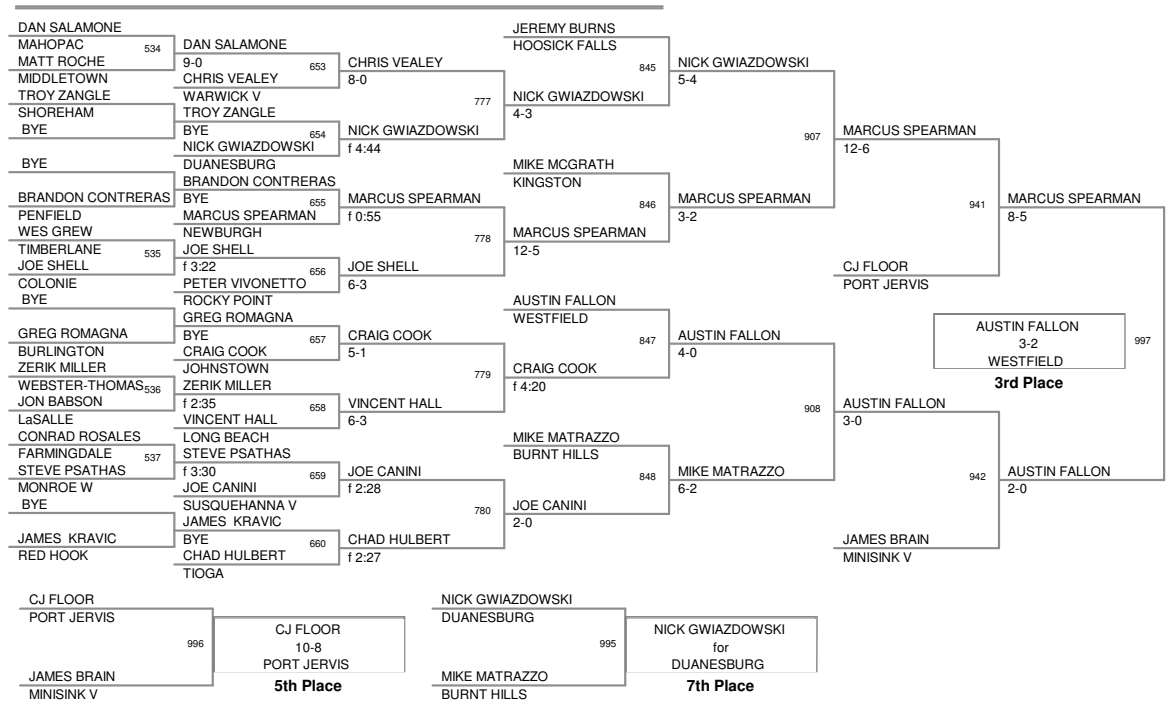 DAN SALAMONE
MAHOPAC
534
MATT ROCHE
MIDDLETOWN
TROY ZANGLE
SHOREHAM
BYE
BYE
BRANDON CONTRERAS
PENFIELD
WES GREW
TIMBERLANE
535
JOE SHELL
COLONIE
BYE
GREG ROMAGNA
BURLINGTON
ZERIK MILLER
WEBSTER-THOMAS
536
JON BABSON
LaSALLE
CONRAD ROSALES
FARMINGDALE
537
STEVE PSATHAS
MONROE W
BYE
JAMES KRAVIC
RED HOOK
DAN SALAMONE
9-0
653
CHRIS VEALEY
WARWICK V
TROY ZANGLE
BYE
654
NICK GWIAZDOWSKI
DUANESBURG
BRANDON CONTRERAS
BYE
655
MARCUS SPEARMAN
NEWBURGH
JOE SHELL
f 3:22
656
PETER VIVONETTO
ROCKY POINT
GREG ROMAGNA
BYE
657
CRAIG COOK
JOHNSTOWN
ZERIK MILLER
f 2:35
658
VINCENT HALL
LONG BEACH
STEVE PSATHAS
f 3:30
659
JOE CANINI
SUSQUEHANNA V
JAMES KRAVIC
BYE
660
CHAD HULBERT
TIOGA
CHRIS VEALEY
8-0
777
NICK GWIAZDOWSKI
f 4:44
MARCUS SPEARMAN
f 0:55
778
JOE SHELL
6-3
CRAIG COOK
5-1
779
VINCENT HALL
6-3
JOE CANINI
f 2:28
780
CHAD HULBERT
f 2:27
JEREMY BURNS
HOOSICK FALLS
845
NICK GWIAZDOWSKI
4-3
MIKE MCGRATH
KINGSTON
846
MARCUS SPEARMAN
12-5
AUSTIN FALLON
WESTFIELD
847
CRAIG COOK
f 4:20
MIKE MATRAZZO
BURNT HILLS
848
JOE CANINI
2-0
NICK GWIAZDOWSKI
5-4
907
MARCUS SPEARMAN
3-2
AUSTIN FALLON
4-0
908
MIKE MATRAZZO
6-2
MARCUS SPEARMAN
12-6
941
CJ FLOOR
PORT JERVIS
AUSTIN FALLON
3-0
942
JAMES BRAIN
MINISINK V
MARCUS SPEARMAN
8-5
997
AUSTIN FALLON
2-0
AUSTIN FALLON
3-2
WESTFIELD
3rd Place
CJ FLOOR
PORT JERVIS
996
JAMES BRAIN
MINISINK V
CJ FLOOR
10-8
PORT JERVIS
5th Place
NICK GWIAZDOWSKI
DUANESBURG
995
MIKE MATRAZZO
BURNT HILLS
NICK GWIAZDOWSKI
for
DUANESBURG
7th Place